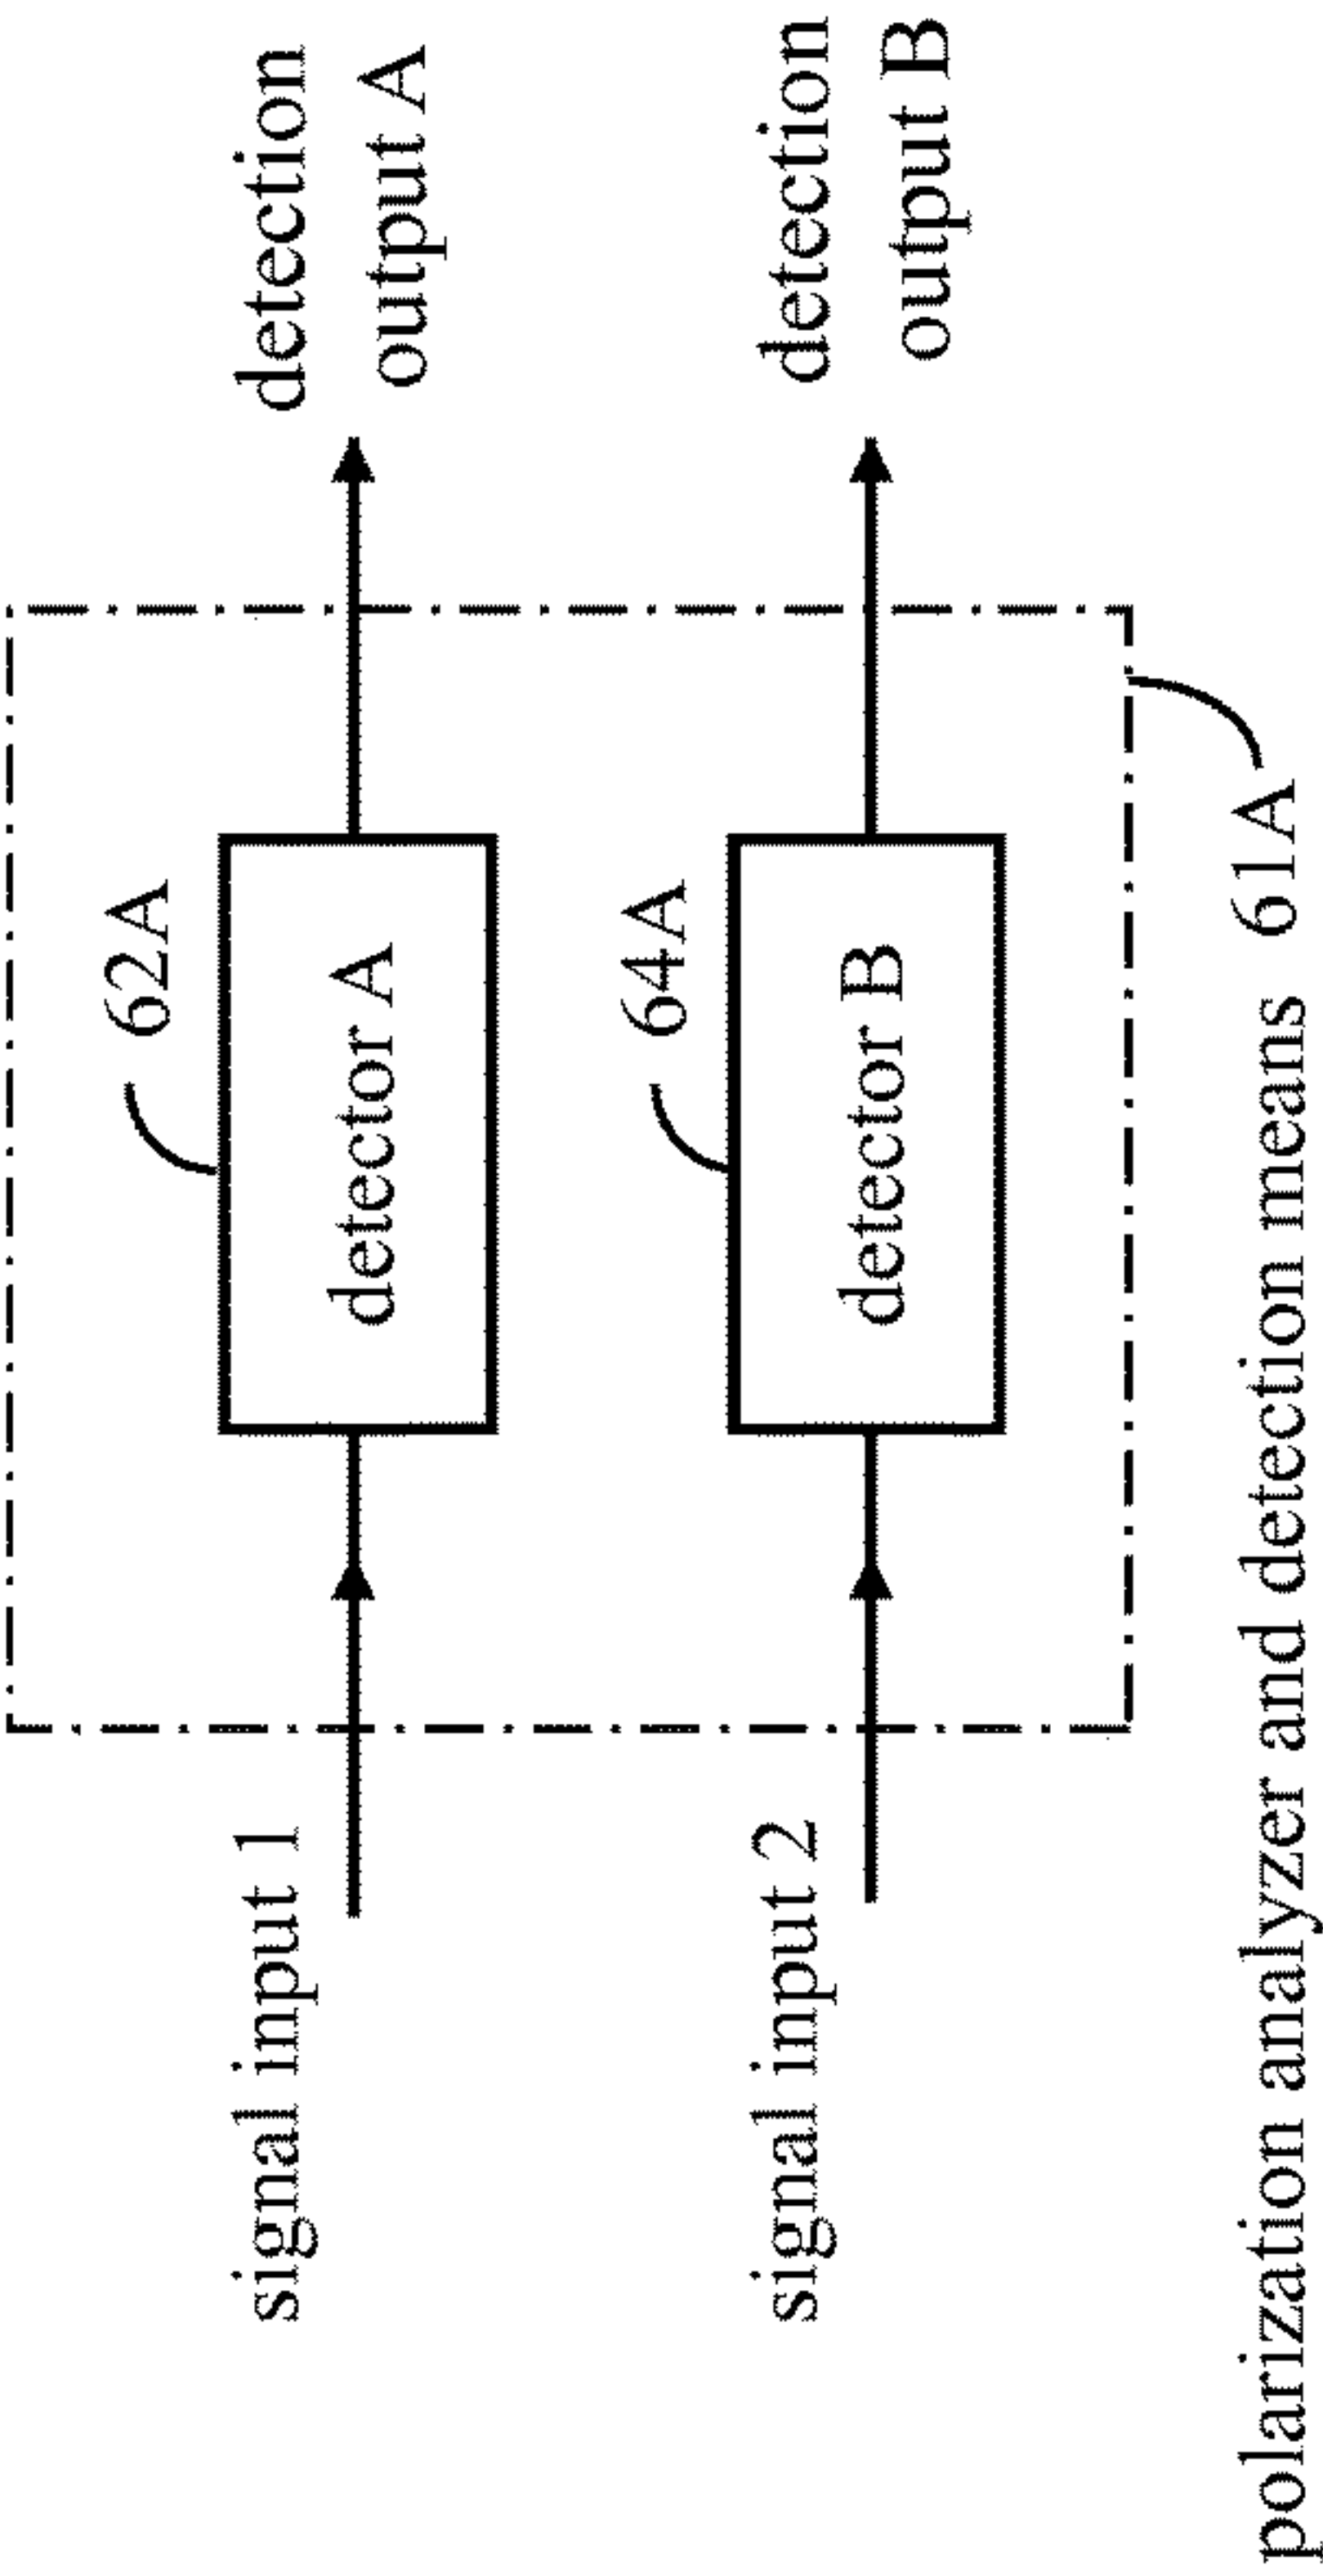 62A
signal input 1
detector A
detection
output A
64A
signal input 2
detector B
detection
output B
polarization analyzer and detection means 61A